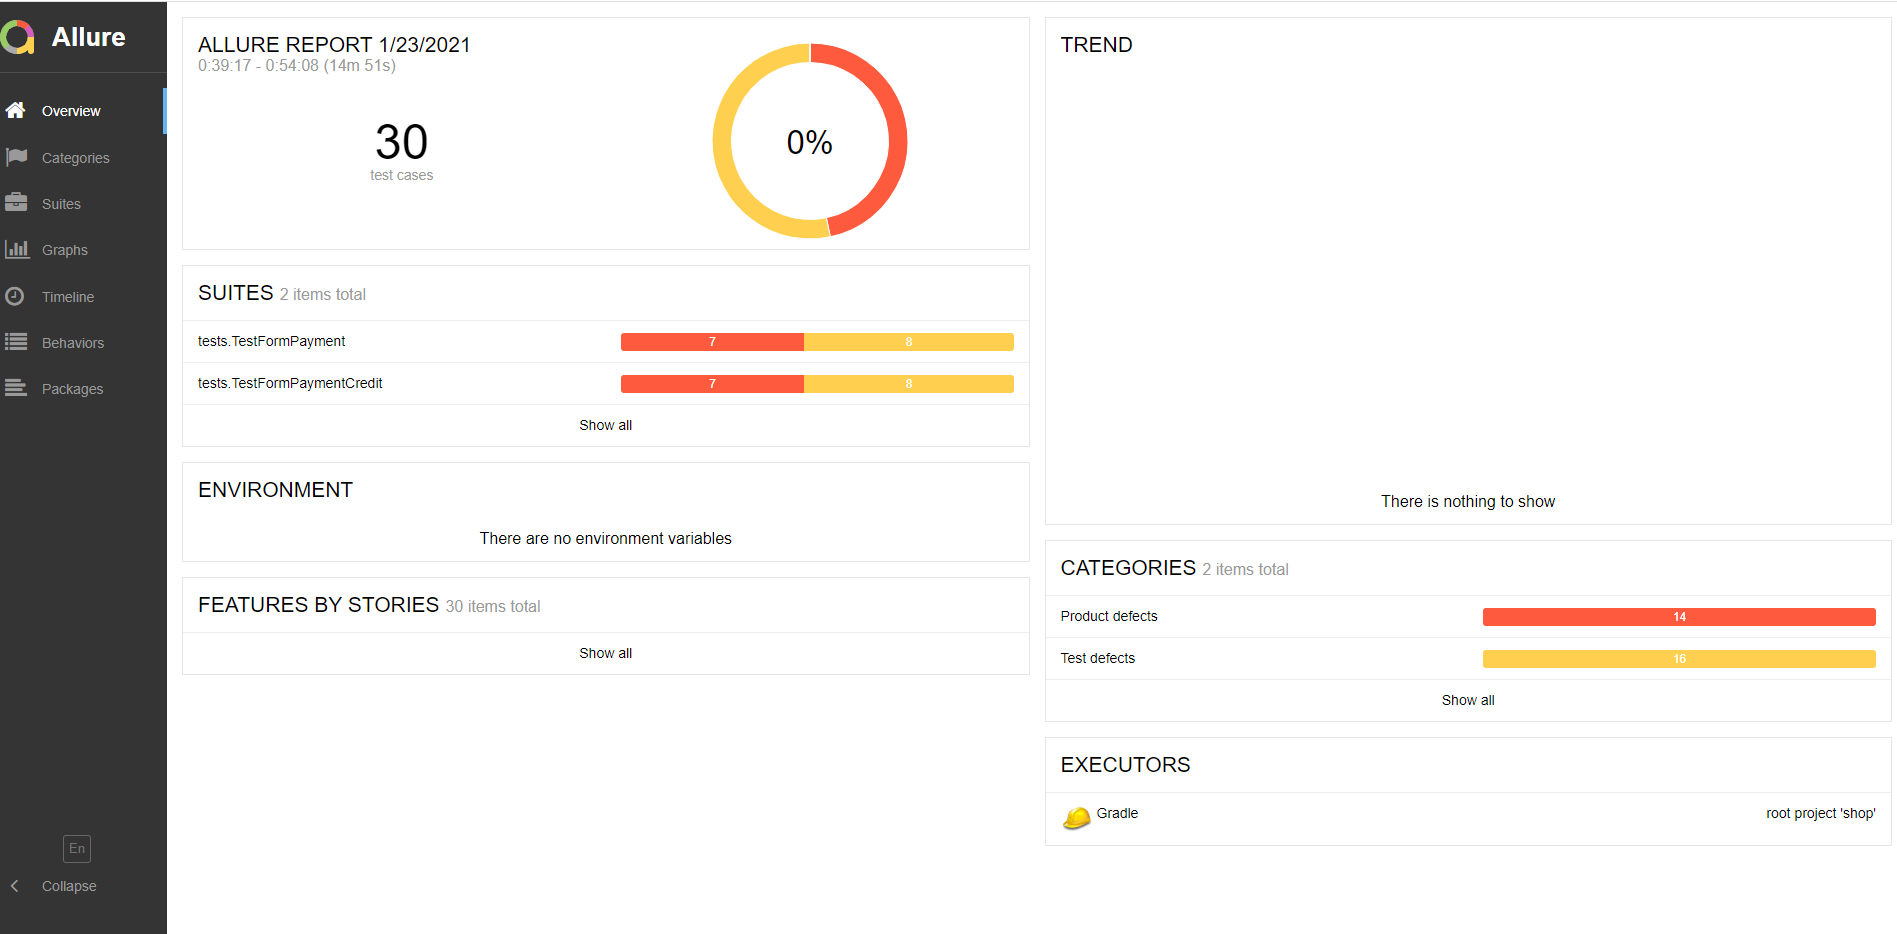 Allure
Overview
Categories
Suites
Graphs
Timeline
Behaviors
Packages
En
Collapse
ALLURE REPORT 1/23/2021
0:39:17 - 0:54:08 (14m 51s)
30
test cases
0%
SUITES 2 items total
tests.TestFormPayment 7 8
tests.TestFormPaymentCredit 7 8
Show all
ENVIRONMENT
There are no environment variables
FEATURES BY STORIES 30 items total
Show all
TREND
There is nothing to show
CATEGORIES 2 items total
Product defects 14
Test defects 16
Show all
EXECUTORS
Gradle root project 'shop'